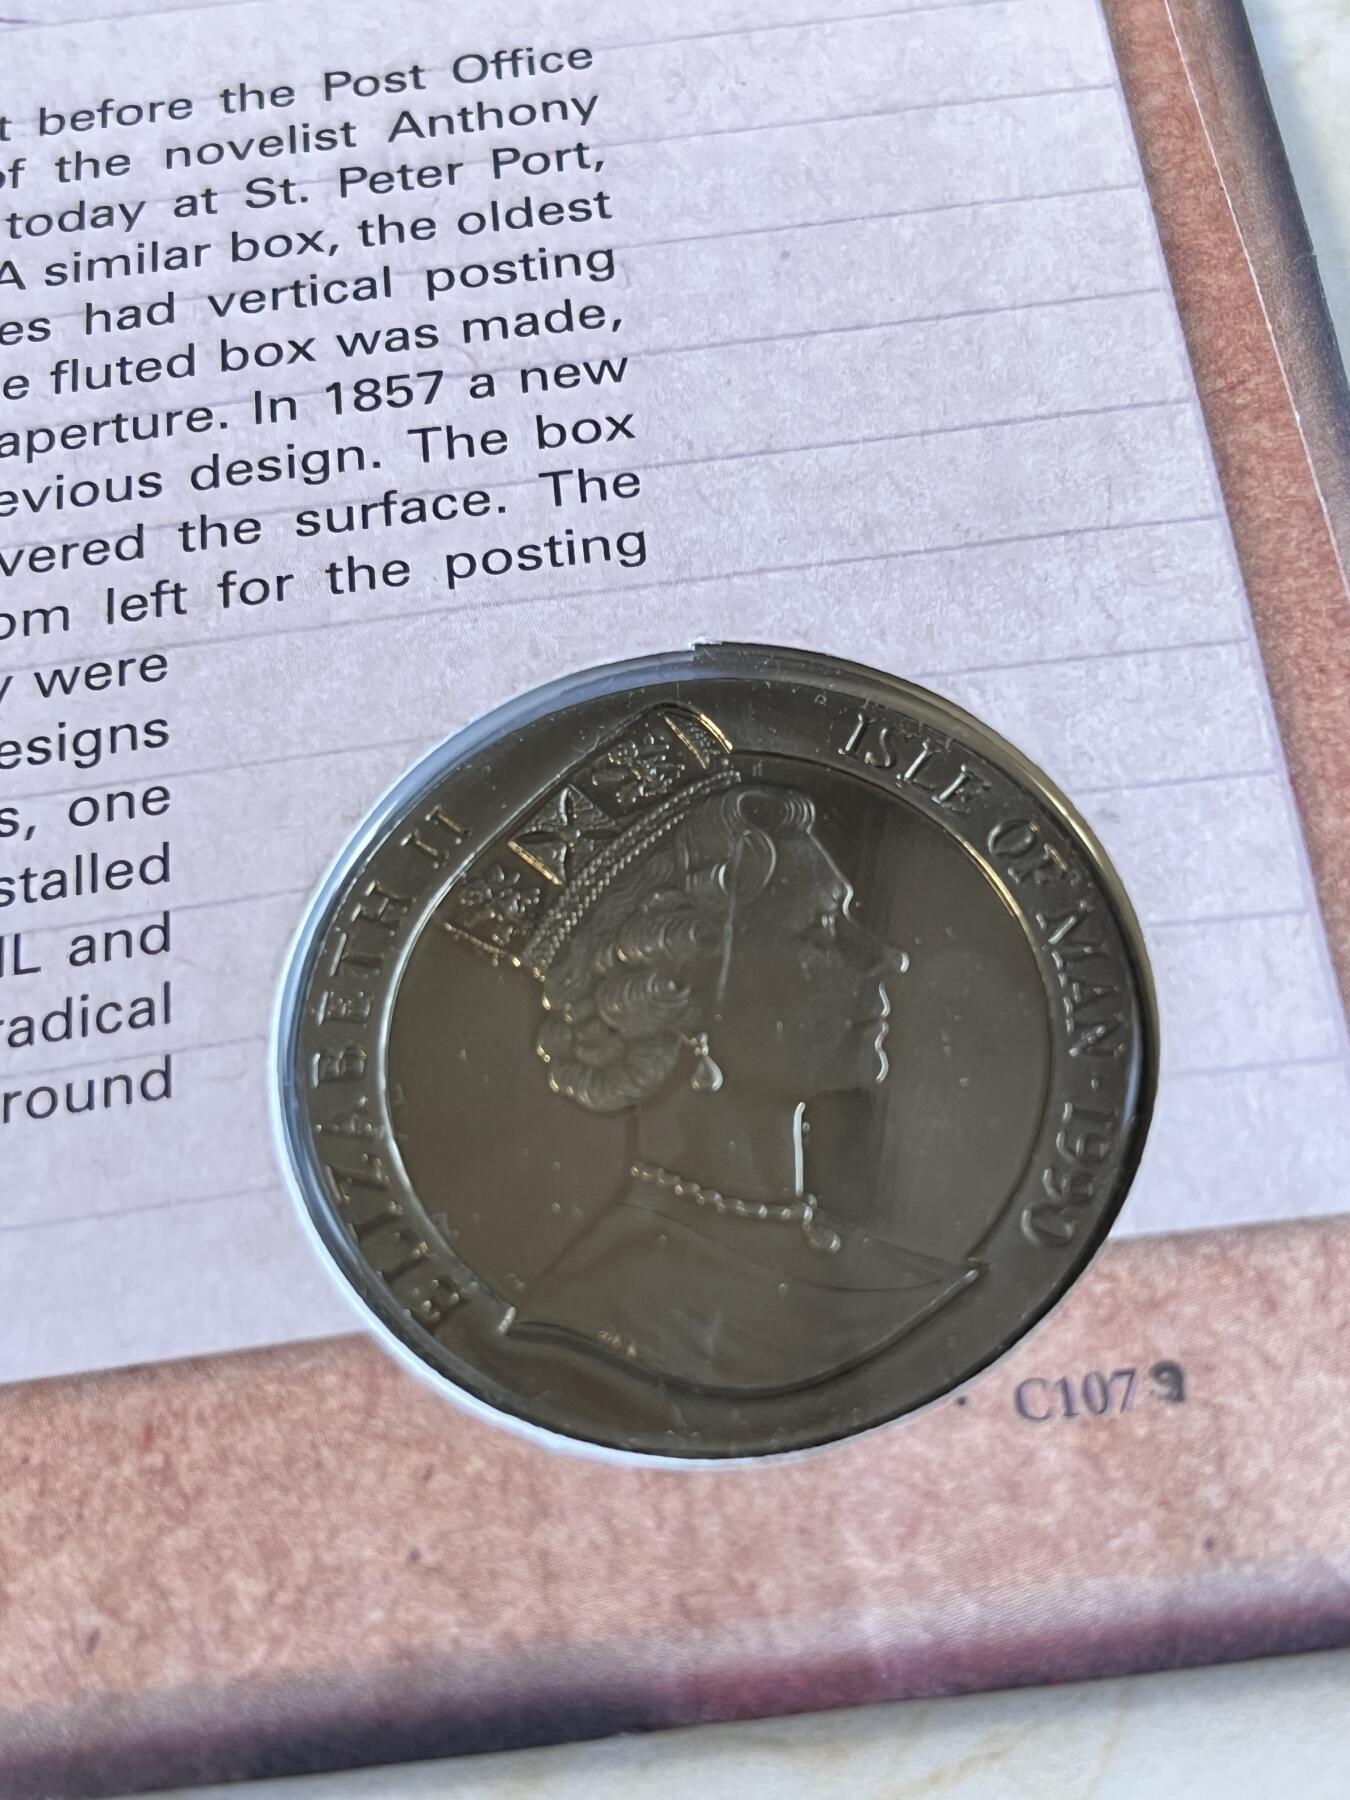 t before the Post Office
of the novelist Anthony
today at St. Peter Port,
A similar box, the oldest
es had vertical posting
e fluted box was made,
aperture. In 1857 a new
evious design. The box
vered the surface. The
om left for the posting
y were
esigns
s, one
stalled
IL and
radical
round
ELIZABETH II
ISLE OF MAN · 1990
C1079